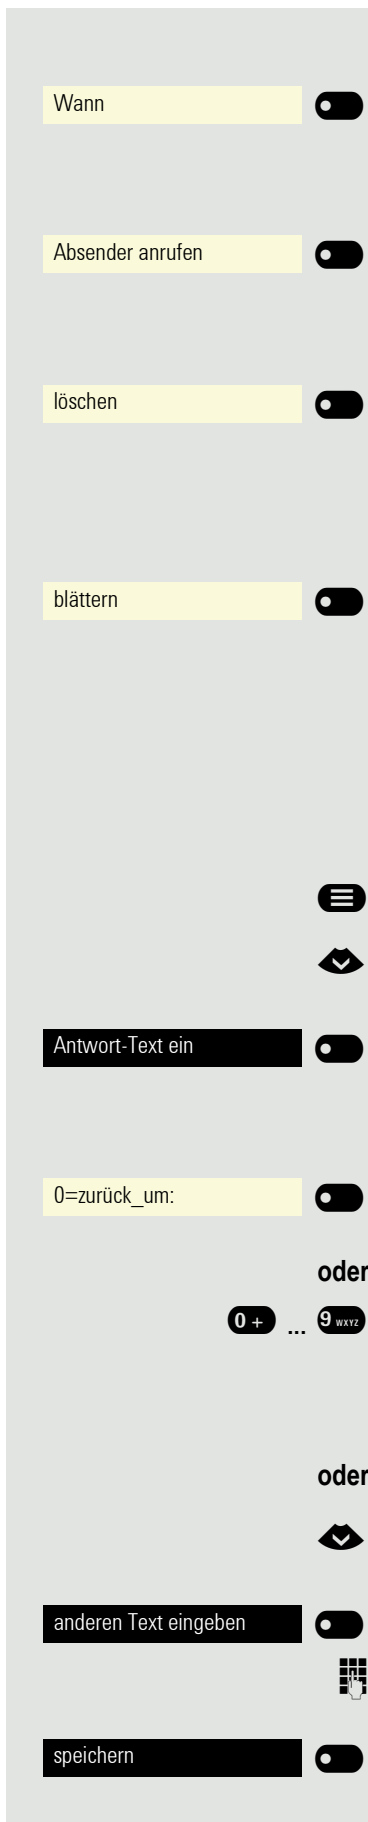 Wann
Absender anrufen
löschen
blättern
Antwort-Text ein
0=zurück_um:
oder
0 + ... 9 WXYZ
oder
anderen Text eingeben
speichern